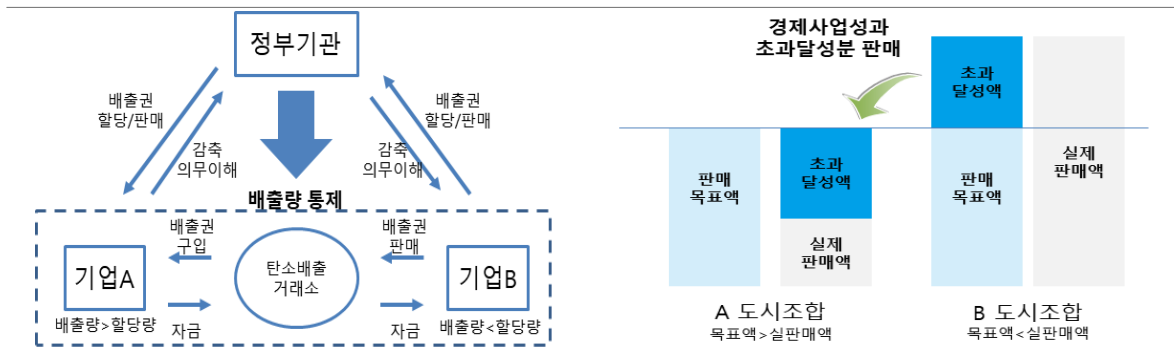 정부기관
배출권
할당/판매
배출권
할당/판매
감축
의무이해
감축
의무이해
배출량 통제
배출권
구입
배출권
판매
기업A
탄소배출
거래소
기업B
배출량>할당량
자금
자금
배출량<할당량
경제사업성과
초과달성분 판매
초과
달성액
판매
목표액
초과
달성액
실제
판매액
판매
목표액
실제
판매액
A 도시조합
목표액>실판매액
B 도시조합
목표액<실판매액